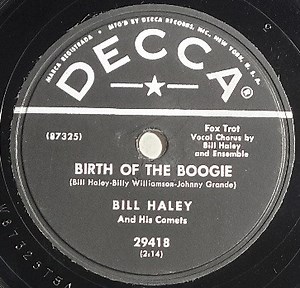 MARCA REGISTRADA • MFD. BY DECCA RECORDS, INC., NEW YORK, U. S. A.
DECCA®
(87325)
Fox Trot
Vocal Chorus by
Bill Haley
and Ensemble
BIRTH OF THE BOOGIE
(Bill Haley-Billy Williamson-Johnny Grande)
BILL HALEY
And His Comets
29418
(2:14)